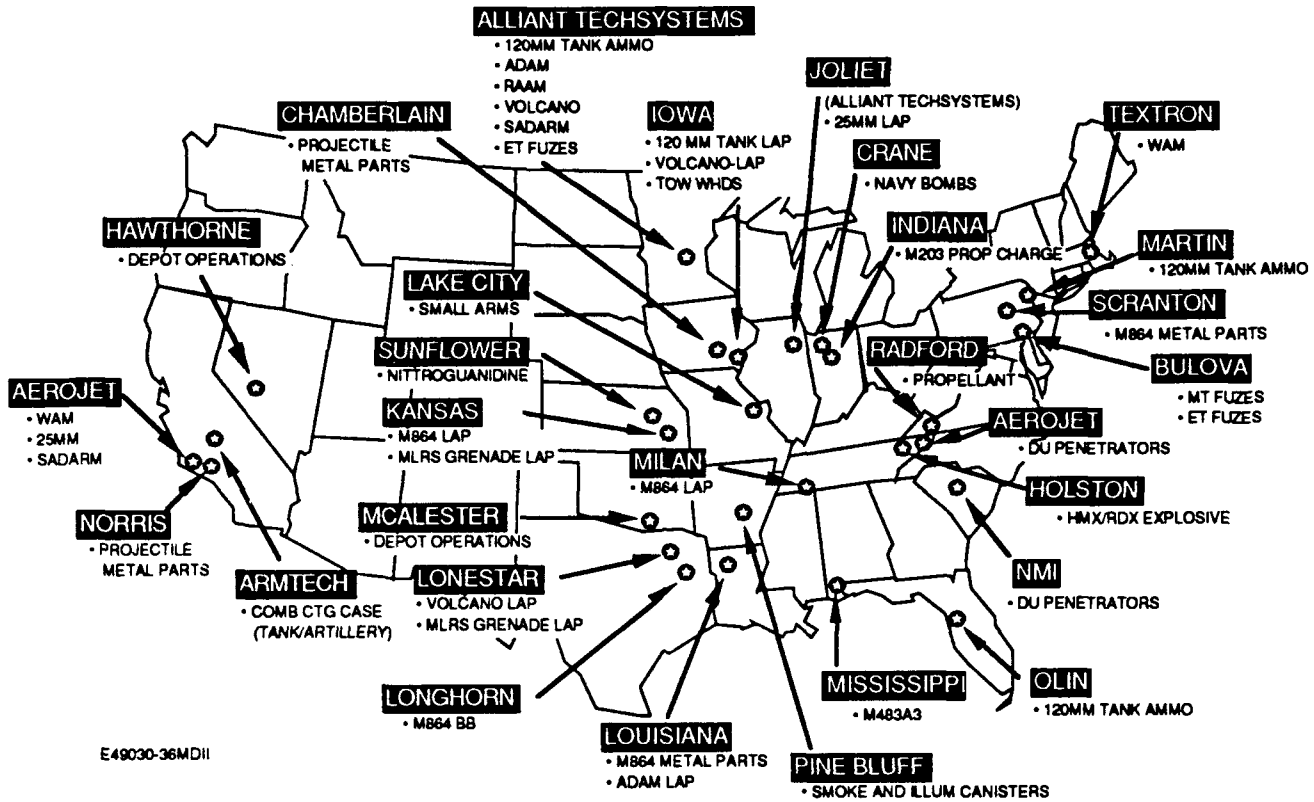 ALLIANT TECHSYSTEMS
• 120MM TANK AMMO
• ADAM
• RAAM
• VOLCANO
• SADARM
• ET FUZES
JOLIET
(ALLIANT TECHSYSTEMS)
• 25MM LAP
TEXTRON
• WAM
CHAMBERLAIN
• PROJECTILE
METAL PARTS
IOWA
• 120 MM TANK LAP
• VOLCANO-LAP
• TOW WHDS
CRANE
• NAVY BOMBS
HAWTHORNE
• DEPOT OPERATIONS
INDIANA
• M203 PROP CHARGE
MARTIN
• 120MM TANK AMMO
LAKE CITY
• SMALL ARMS
SCRANTON
• M864 METAL PARTS
SUNFLOWER
• NITTROGUANIDINE
RADFORD
• PROPELLANT
BULOVA
• MT FUZES
• ET FUZES
AEROJET
• WAM
• 25MM
• SADARM
KANSAS
• M864 LAP
• MLRS GRENADE LAP
AEROJET
• DU PENETRATORS
MILAN
• M864 LAP
HOLSTON
• HMX/RDX EXPLOSIVE
NORRIS
• PROJECTILE
METAL PARTS
MCALESTER
• DEPOT OPERATIONS
ARMTECH
• COMB CTG CASE
(TANK/ARTILLERY)
LONESTAR
• VOLCANO LAP
• MLRS GRENADE LAP
NMI
• DU PENETRATORS
LONGHORN
• M864 BB
MISSISSIPPI
• M483A3
OLIN
• 120MM TANK AMMO
LOUISIANA
• M864 METAL PARTS
• ADAM LAP
PINE BLUFF
• SMOKE AND ILLUM CANISTERS
E49030-36MDII